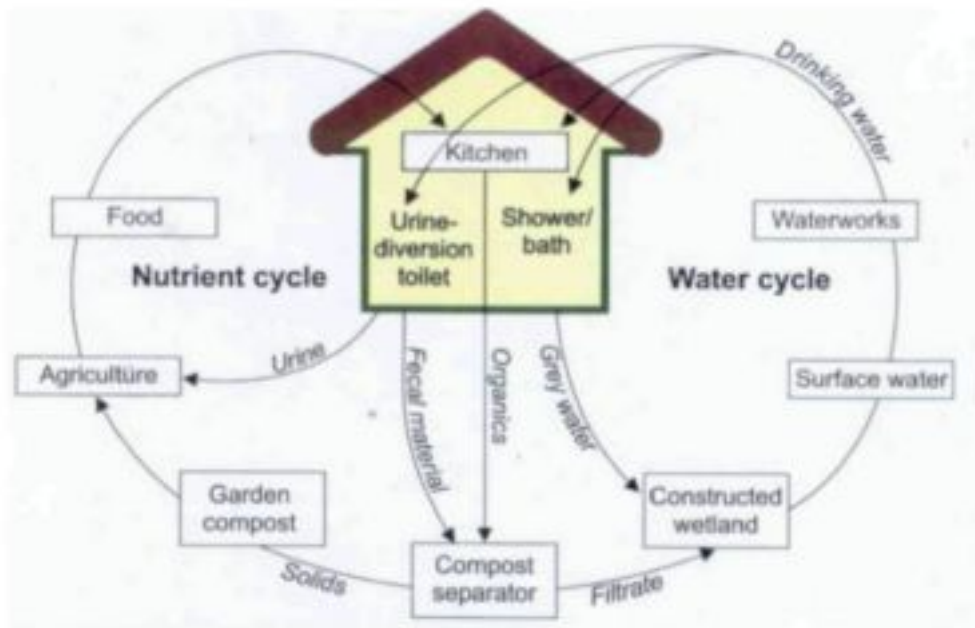 Drinking water
Kitchen
Food
Urine-
diversion
toilet
Shower/
bath
Waterworks
Nutrient cycle
Water cycle
Agriculture
Urine
Fecal material
Organics
Grey water
Surface water
Garden
compost
Constructed
wetland
Solids
Compost
separator
Filtrate